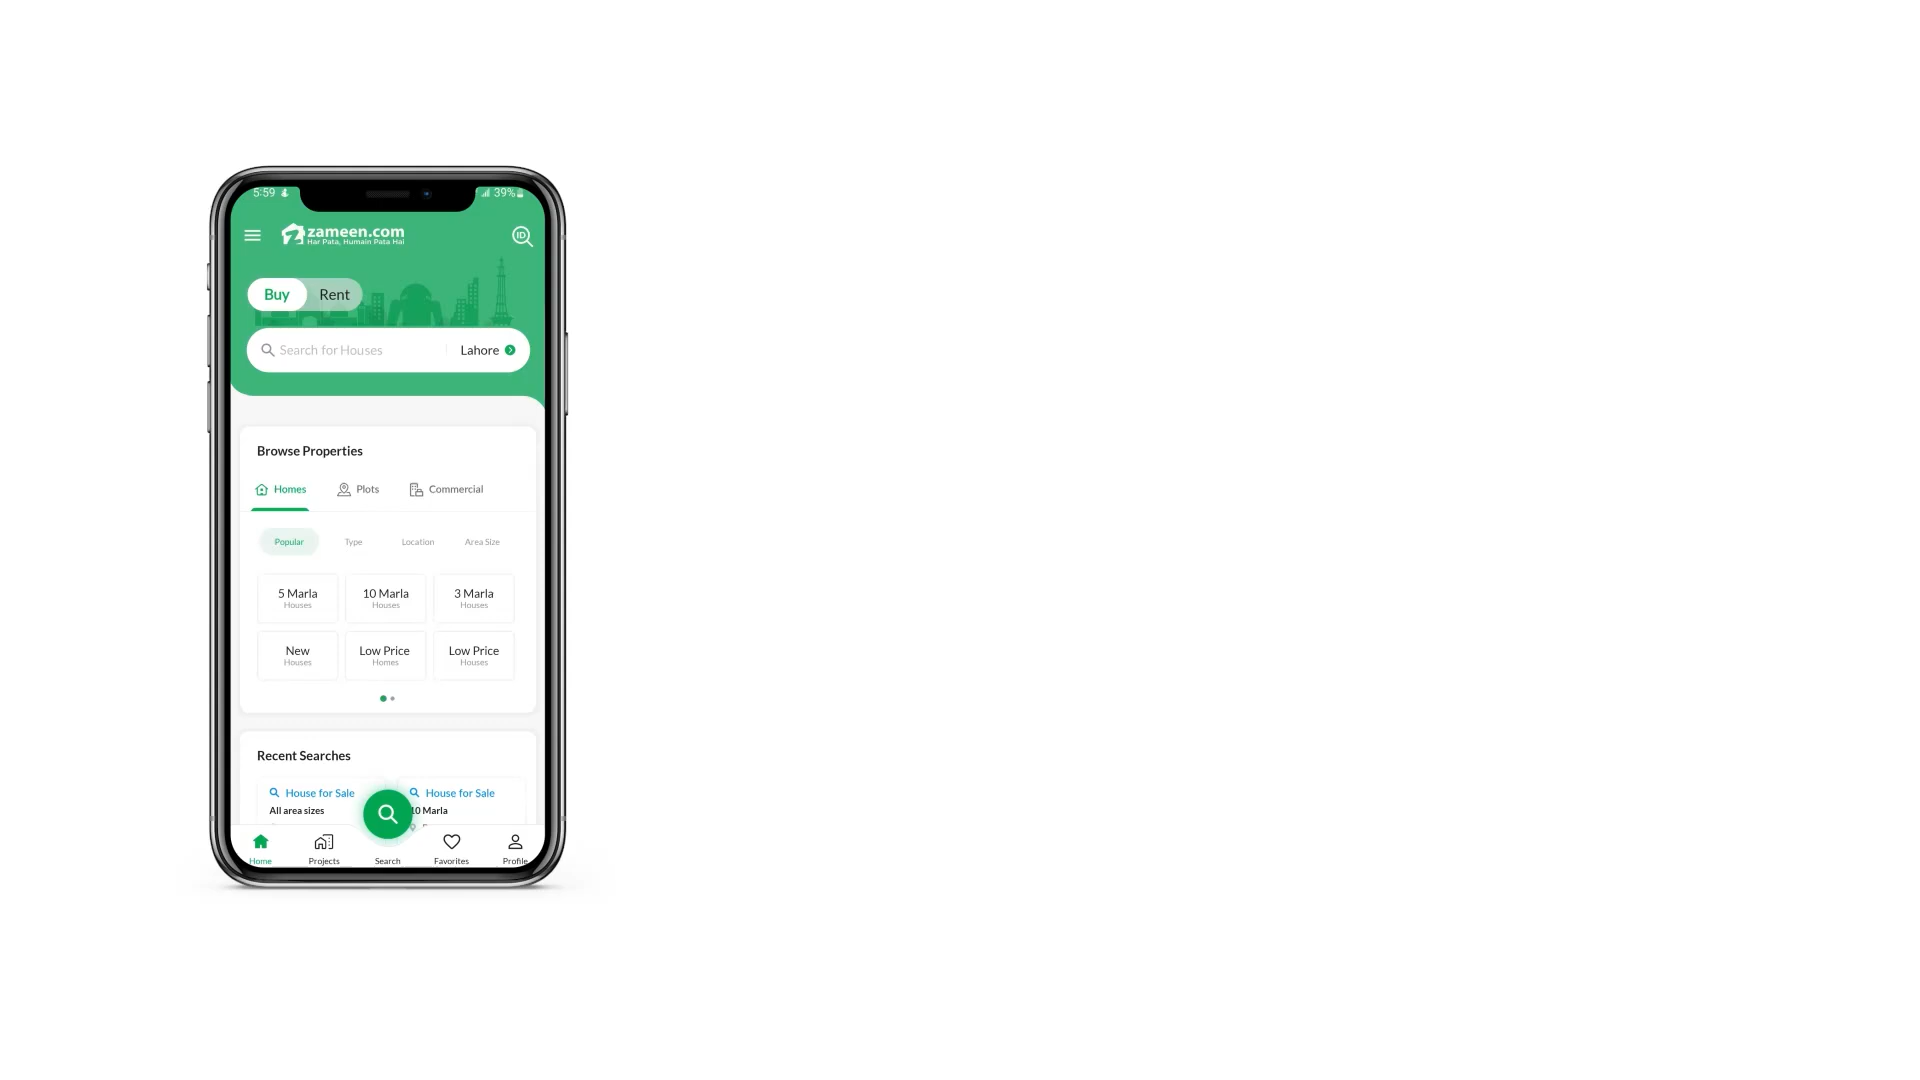 5:59
39%
zameen.com
Har Pata, Humain Pata Hai
ID
Buy Rent
Search for Houses Lahore
Browse Properties
Homes Plots Commercial
Popular Type Location Area Size
5 Marla 10 Marla 3 Marla
Houses Houses Houses
New Low Price Low Price
Houses Homes Houses
Recent Searches
House for Sale House for Sale
All area sizes 10 Marla
Home Projects Search Favorites Profile